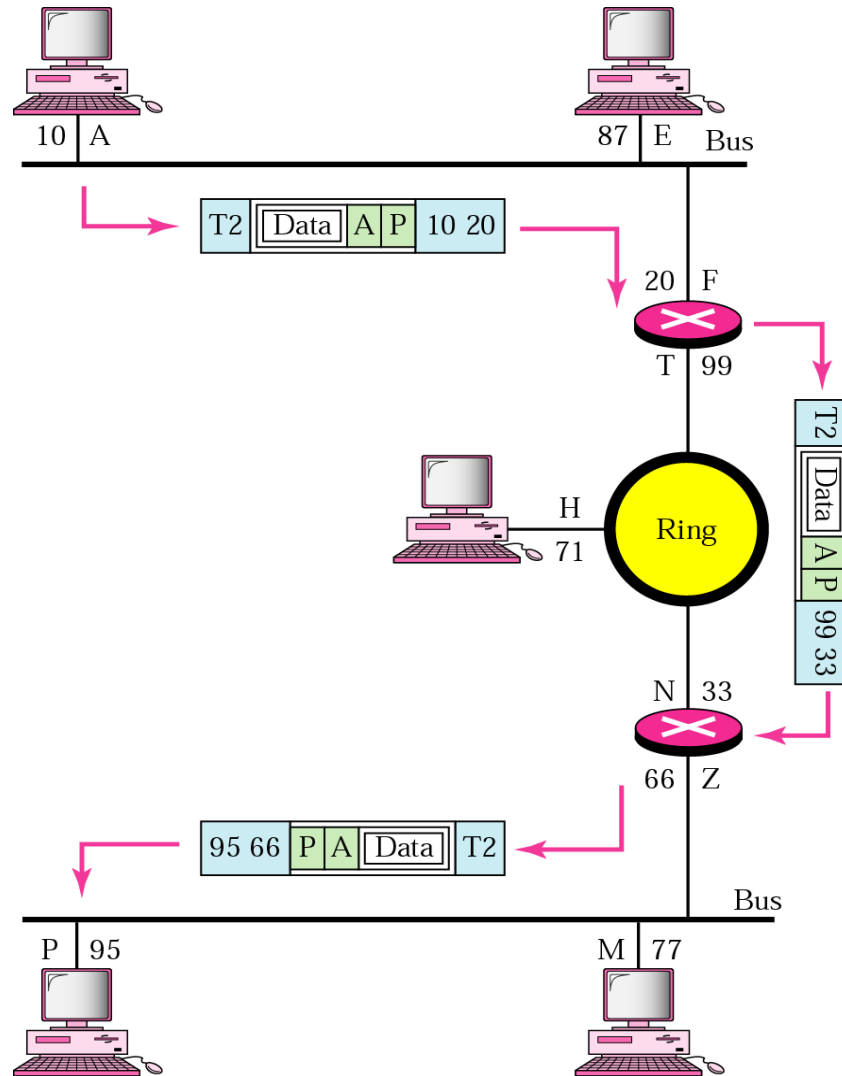 10 A
87 E
Bus
T2 Data A P 10 20
20 F
T 99
T2 Data A P 99 33
H
71
Ring
N 33
66 Z
95 66 P A Data T2
Bus
P 95
M 77